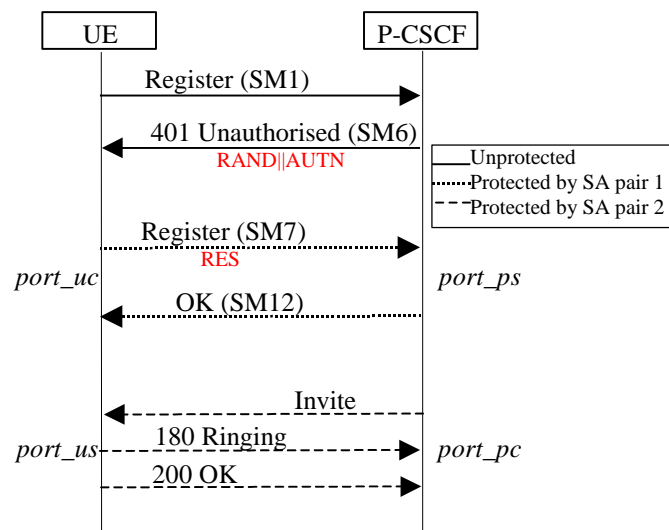 UE
P-CSCF
Register (SM1)
401 Unauthorised (SM6)
RAND||AUTN
Unprotected
Protected by SA pair 1
Protected by SA pair 2
Register (SM7)
RES
port_uc
port_ps
OK (SM12)
Invite
port_us
180 Ringing
port_pc
200 OK